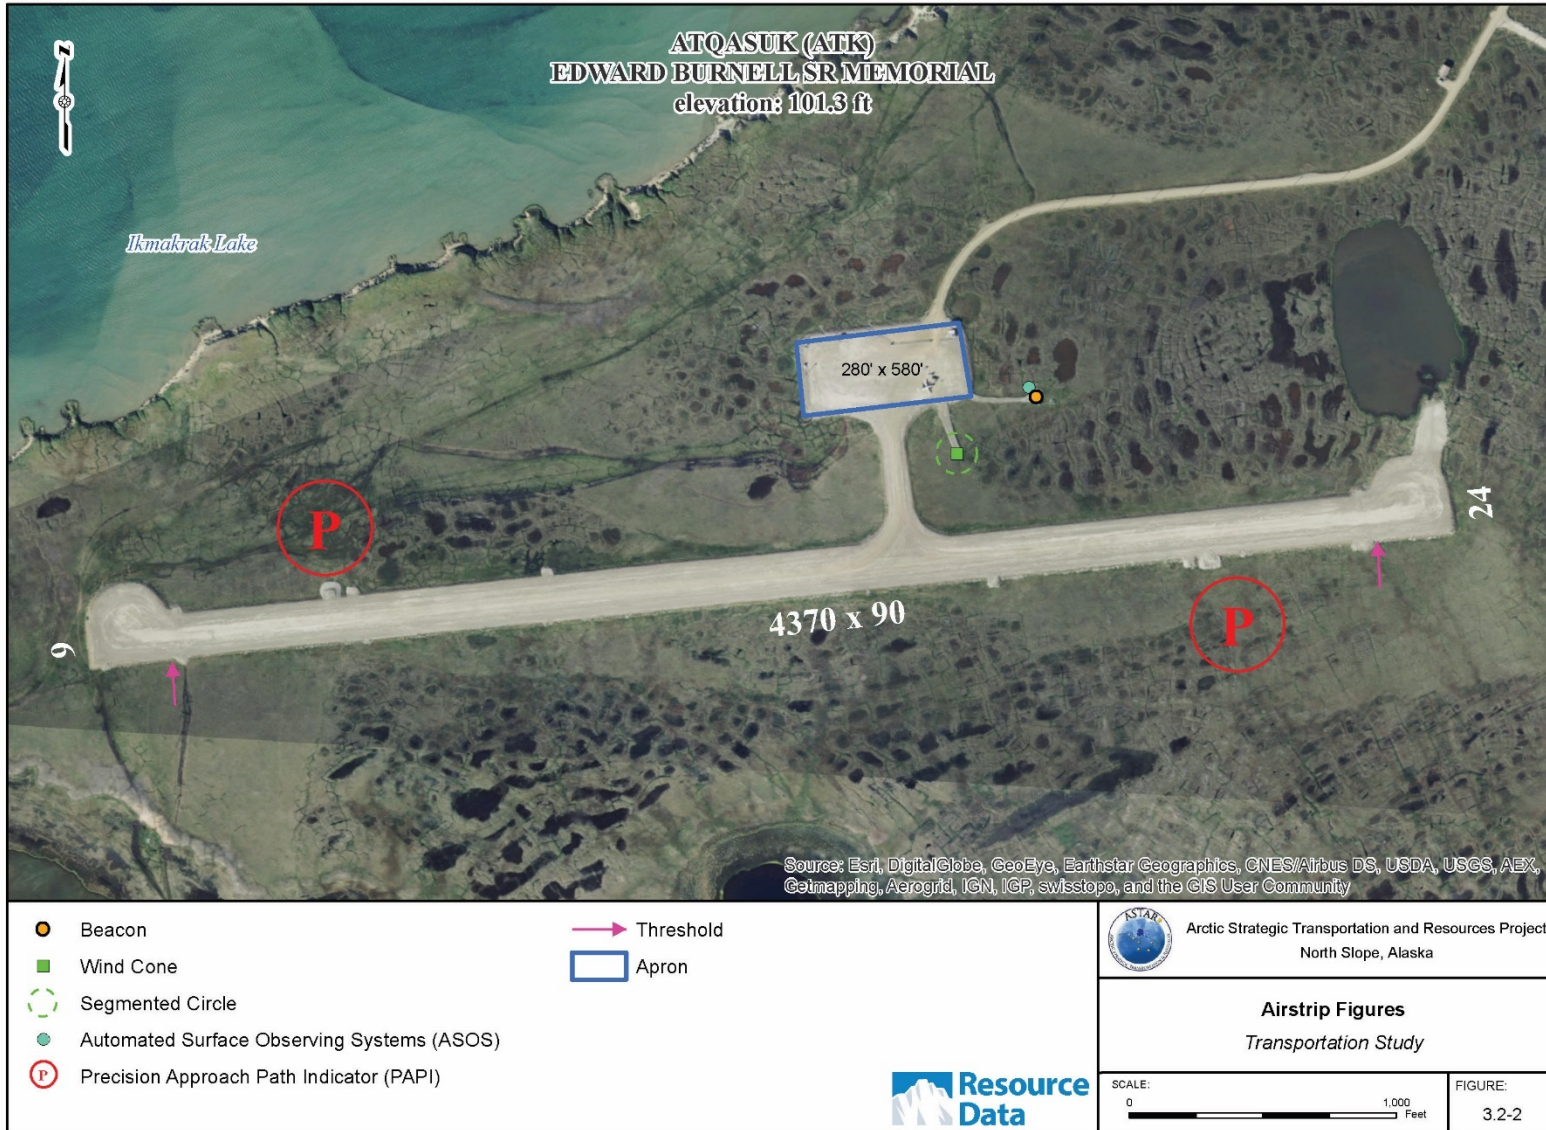 ATQASUK (ATK)
EDWARD BURNELL SR MEMORIAL
elevation: 101.3 ft
N
Ikmakrak Lake
280' x 580'
P
24
4370 x 90
P
9
Source: Esri, DigitalGlobe, GeoEye, Earthstar Geographics, CNES/Airbus DS, USDA, USGS, AEX,
Getmapping, Aerogrid, IGN, IGP, swisstopo, and the GIS User Community
Beacon
Wind Cone
Segmented Circle
Automated Surface Observing Systems (ASOS)
P Precision Approach Path Indicator (PAPI)
Threshold
Apron
Resource
Data
ASTAR
Arctic Strategic Transportation and Resources Project
North Slope, Alaska
Airstrip Figures
Transportation Study
SCALE:
0 1,000
Feet
FIGURE:
3.2-2